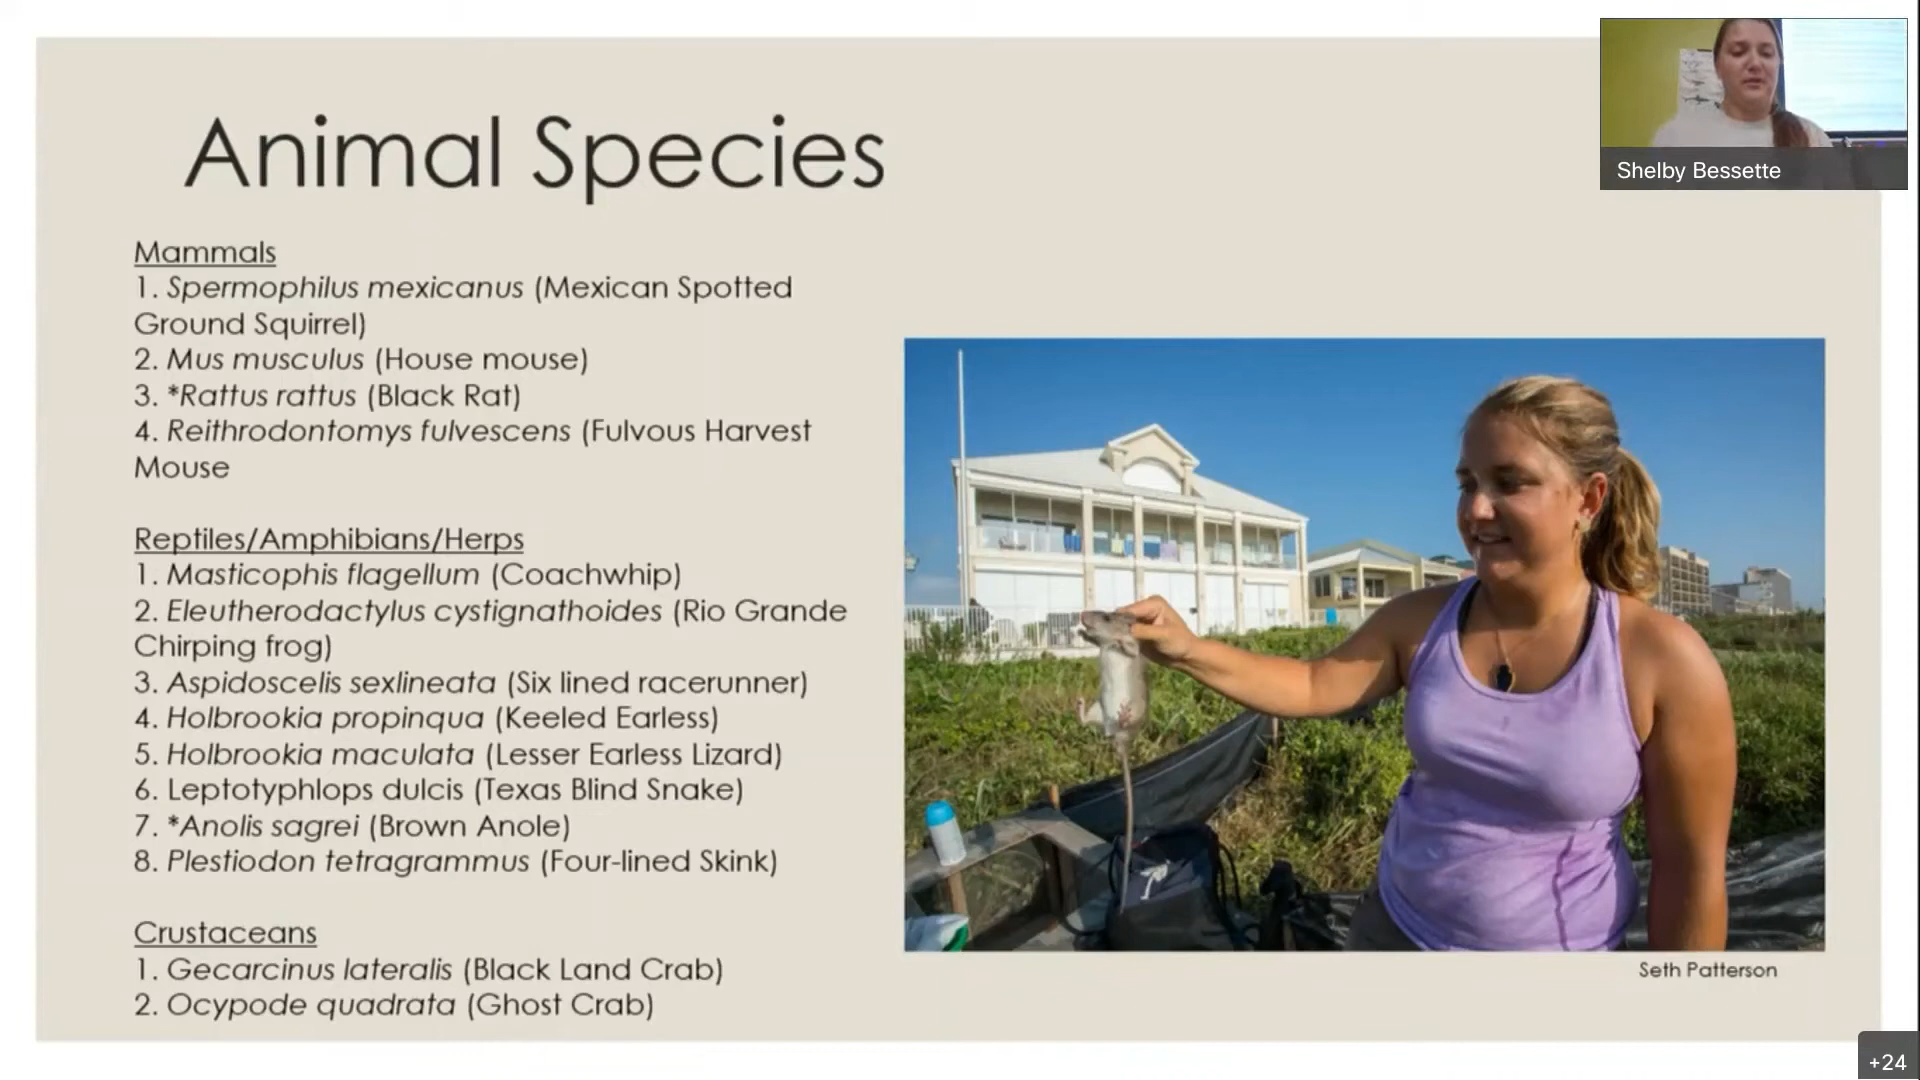 Animal Species
Mammals
1. Spermophilus mexicanus (Mexican Spotted
Ground Squirrel)
2. Mus musculus (House mouse)
3. *Rattus rattus (Black Rat)
4. Reithrodontomys fulvescens (Fulvous Harvest
Mouse
Reptiles/Amphibians/Herps
1. Masticophis flagellum (Coachwhip)
2. Eleutherodactylus cystignathoides (Rio Grande
Chirping frog)
3. Aspidoscelis sexlineata (Six lined racerunner)
4. Holbrookia propinqua (Keeled Earless)
5. Holbrookia maculata (Lesser Earless Lizard)
6. Leptotyphlops dulcis (Texas Blind Snake)
7. *Anolis sagrei (Brown Anole)
8. Plestiodon tetragrammus (Four-lined Skink)
Crustaceans
1. Gecarcinus lateralis (Black Land Crab)
2. Ocypode quadrata (Ghost Crab)
Seth Patterson
Shelby Bessette
+24